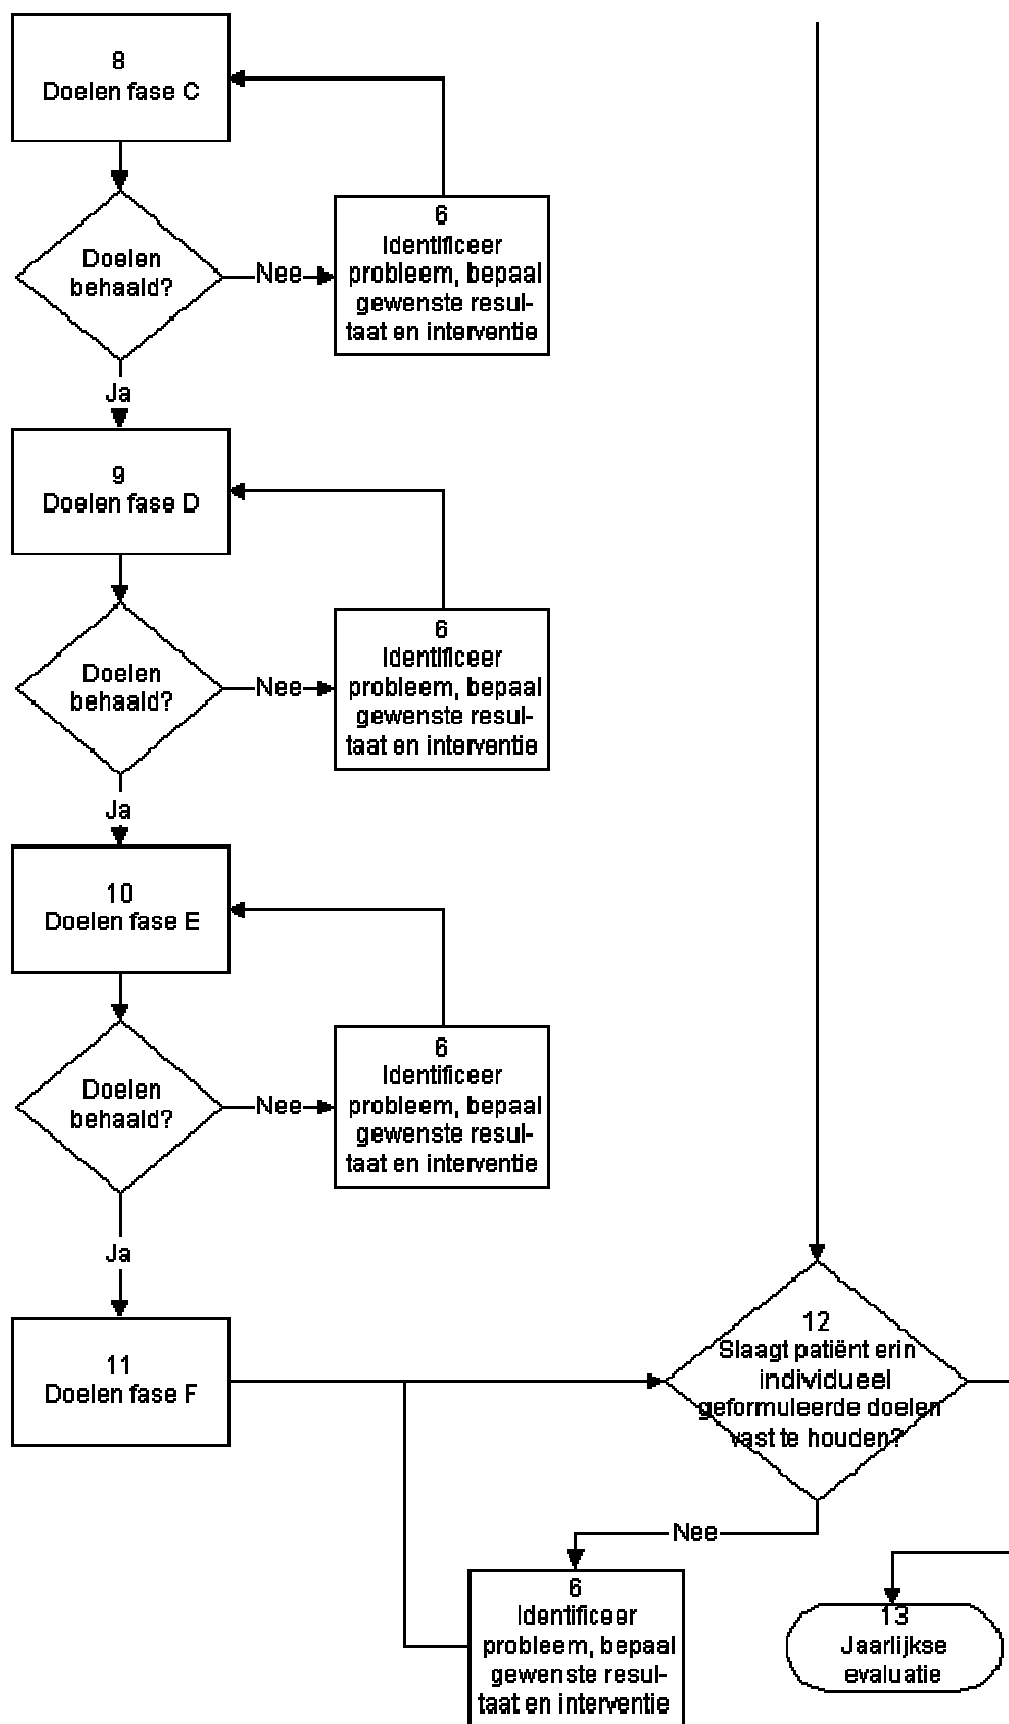 8
Doelen fase C
Doelen
behaald?
Nee
6
Identificeer
probleem, bepaal
gewenste resul-
taat en interventie
Ja
9
Doelen fase D
Doelen
behaald?
Nee
6
Identificeer
probleem, bepaal
gewenste resul-
taat en interventie
Ja
10
Doelen fase E
Doelen
behaald?
Nee
6
Identificeer
probleem, bepaal
gewenste resul-
taat en interventie
Ja
11
Doelen fase F
12
Slaagt patiënt erin
individueel
geformuleerde doelen
vast te houden?
Nee
6
Identificeer
probleem, bepaal
gewenste resul-
taat en interventie
13
Jaarlijkse
evaluatie